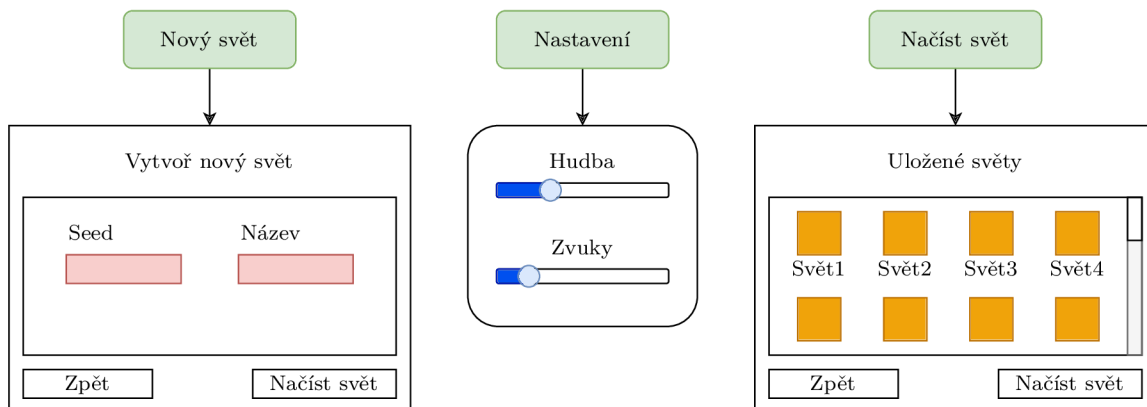 Nový svět
Nastavení
Načíst svět
Vytvoř nový svět
Seed
Název
Zpět
Načíst svět
Hudba
Zvuky
Uložené světy
Svět1
Svět2
Svět3
Svět4
Zpět
Načíst svět